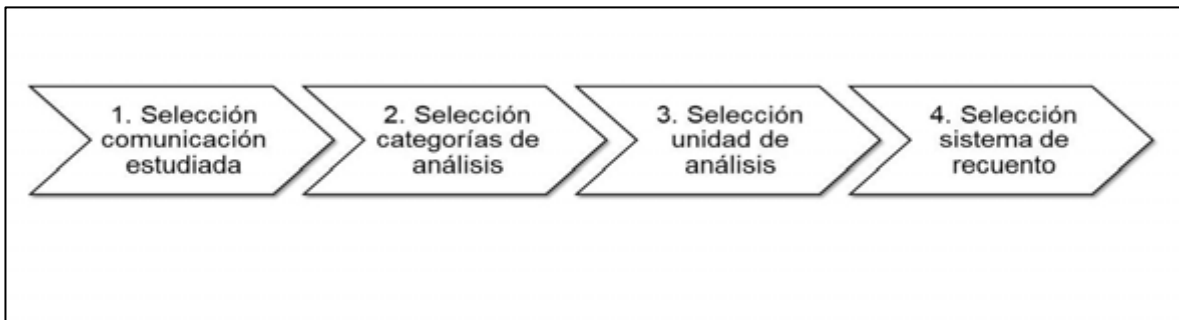 1. Selección
comunicación
estudiada
2. Selección
categorías de
análisis
3. Selección
unidad de
análisis
4. Selección
sistema de
recuento